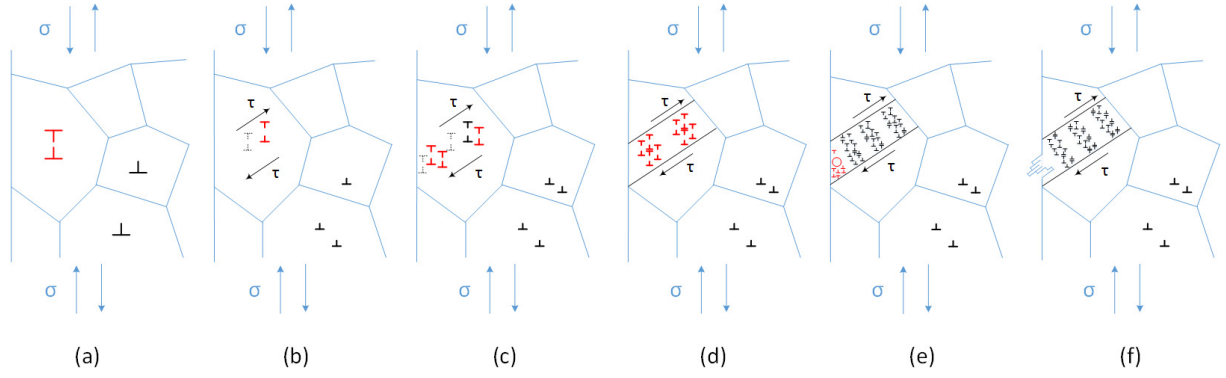 σ σ σ σ σ σ
τ τ τ τ τ
τ τ τ τ τ
σ σ σ σ σ σ
(a) (b) (c) (d) (e) (f)